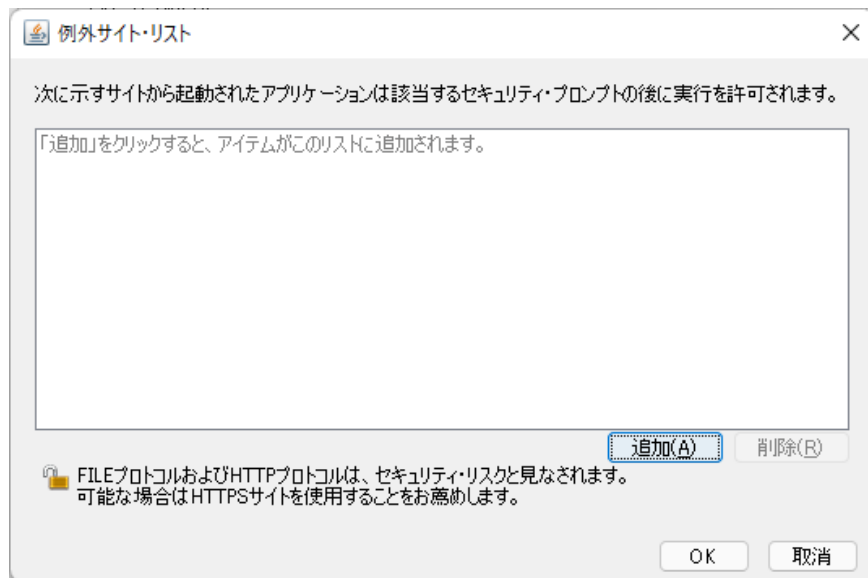 例外サイト・リスト
次に示すサイトから起動されたアプリケーションは該当するセキュリティ・プロンプトの後に実行を許可されます。
「追加」をクリックすると、アイテムがこのリストに追加されます。
追加(A) 削除(R)
FILEプロトコルおよびHTTPプロトコルは、セキュリティ・リスクと見なされます。
可能な場合はHTTPSサイトを使用することをお薦めします。
OK 取消